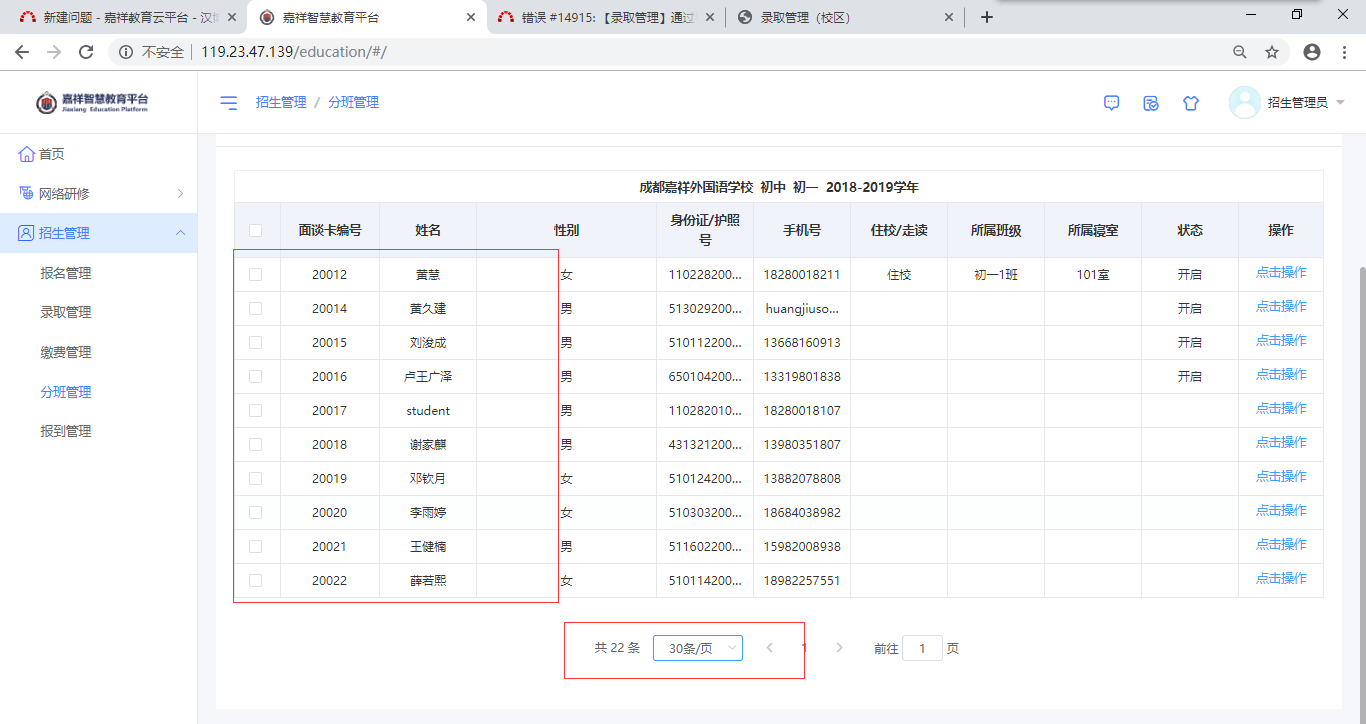 新建问题 - 嘉祥教育云平台 - 汉
嘉祥智慧教育平台
错误 #14915: 【录取管理】通过
录取管理（校区）
不安全 119.23.47.139/education/#/
嘉祥智慧教育平台
Jiaxiang Education Platform
招生管理 / 分班管理
招生管理员
首页
网络研修
招生管理
报名管理
录取管理
缴费管理
分班管理
报到管理
成都嘉祥外国语学校 初中 初一 2018-2019学年
面谈卡编号 姓名 性别 身份证/护照号 手机号 住校/走读 所属班级 所属寝室 状态 操作
20012 黄慧 女 110228200... 18280018211 住校 初一1班 101室 开启 点击操作
20014 黄久建 男 513029200... huangjiuso... 开启 点击操作
20015 刘浚成 男 510112200... 13668160913 开启 点击操作
20016 卢王广泽 男 650104200... 13319801838 开启 点击操作
20017 student 男 110282010... 18280018107 点击操作
20018 谢家麒 男 431321200... 13980351807 点击操作
20019 邓钦月 女 510124200... 13882078808 点击操作
20020 李雨婷 女 510303200... 18684038982 点击操作
20021 王健楠 男 511602200... 15982008938 点击操作
20022 薛若熙 女 510114200... 18982257551 点击操作
共 22 条 30条/页 1 前往 1 页